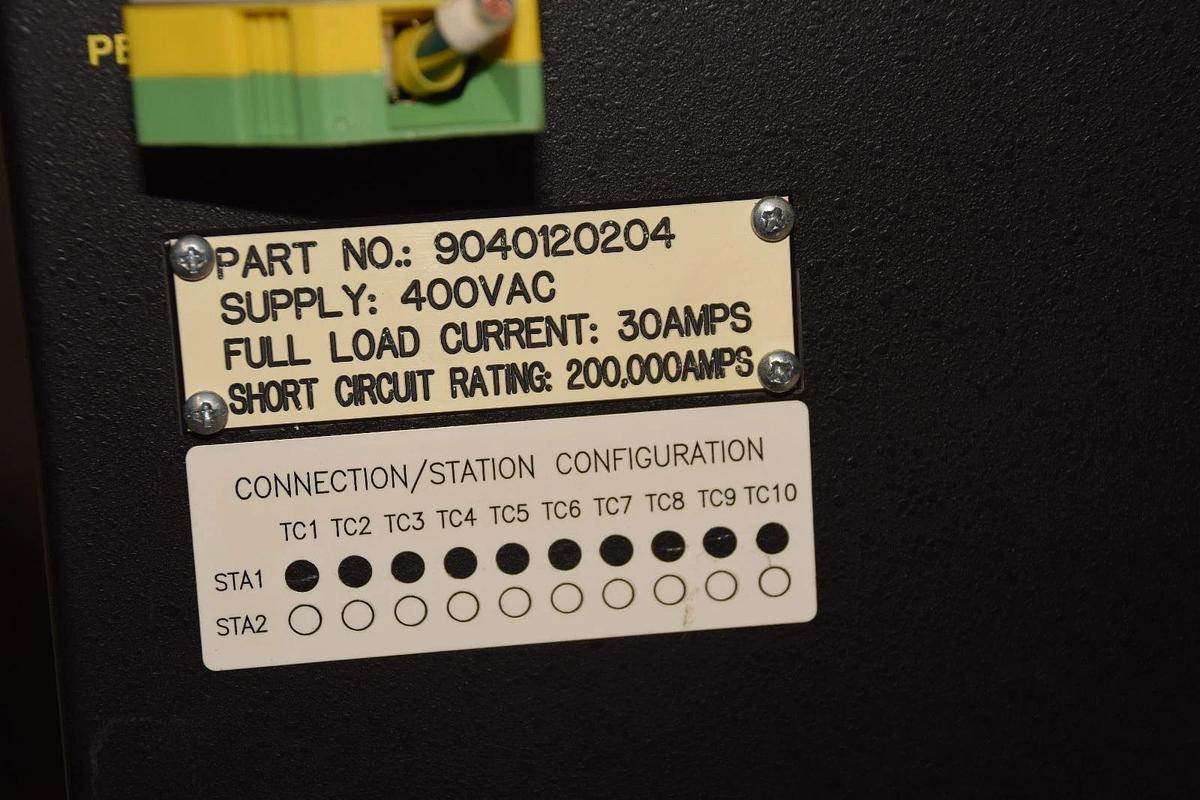 PE
PART NO.: 9040120204
SUPPLY: 400VAC
FULL LOAD CURRENT: 30AMPS
SHORT CIRCUIT RATING: 200,000AMPS
CONNECTION/STATION CONFIGURATION
TC1 TC2 TC3 TC4 TC5 TC6 TC7 TC8 TC9 TC10
STA1
STA2